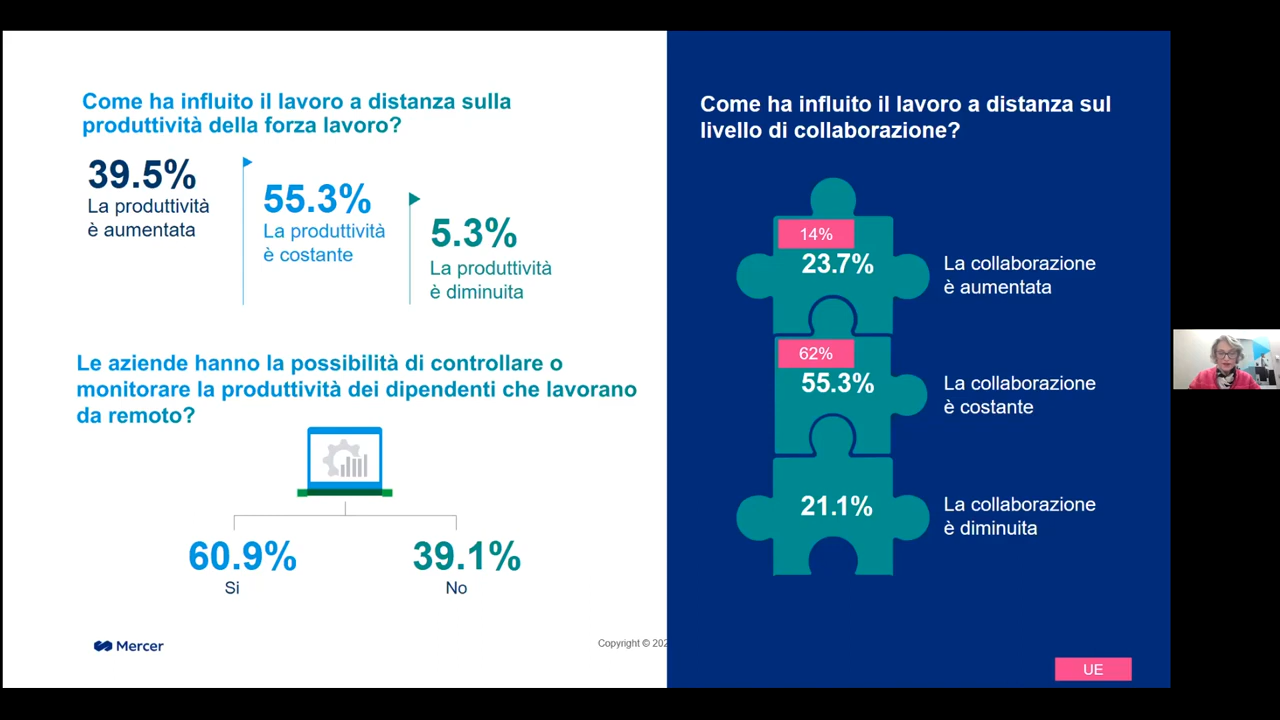 Come ha influito il lavoro a distanza sulla
produttività della forza lavoro?
39.5%
La produttività
è aumentata
55.3%
La produttività
è costante
5.3%
La produttività
è diminuita
Le aziende hanno la possibilità di controllare o
monitorare la produttività dei dipendenti che lavorano
da remoto?
60.9%
Si
39.1%
No
Mercer
Copyright © 202
Come ha influito il lavoro a distanza sul
livello di collaborazione?
14%
23.7%
La collaborazione
è aumentata
62%
55.3%
La collaborazione
è costante
21.1%
La collaborazione
è diminuita
UE